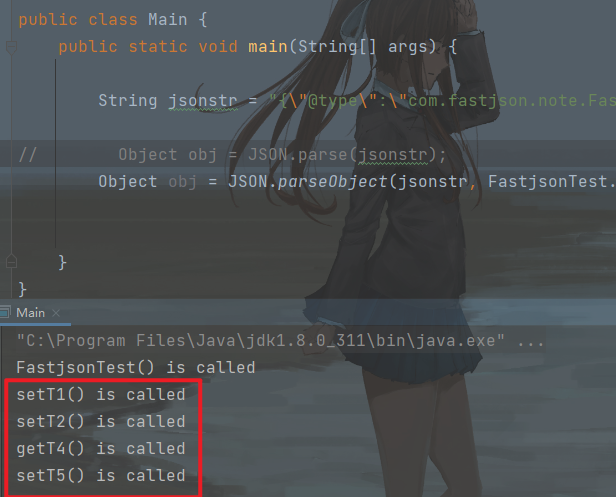 public class Main {
public static void main(String[] args) {
String jsonstr = "{\"@type\":\"com.fastjson.note.Fas
// Object obj = JSON.parse(jsonstr);
Object obj = JSON.parseObject(jsonstr, FastjsonTest.
}
}
Main ×
"C:\Program Files\Java\jdk1.8.0_311\bin\java.exe" ...
FastjsonTest() is called
setT1() is called
setT2() is called
getT4() is called
setT5() is called